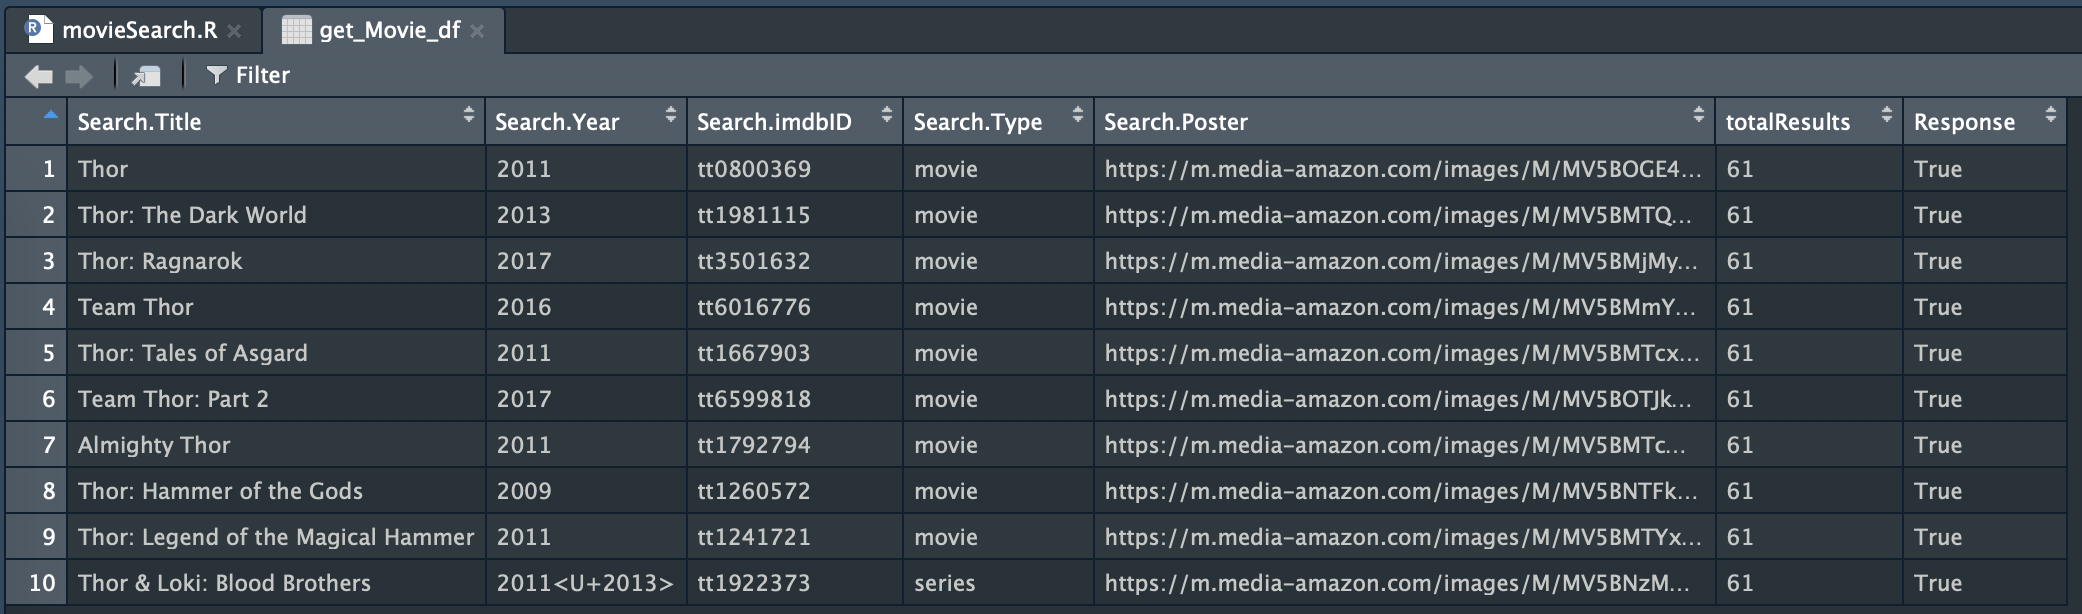 movieSearch.R get_Movie_df
Filter
Search.Title Search.Year Search.imdbID Search.Type Search.Poster totalResults Response
1 Thor 2011 tt0800369 movie https://m.media-amazon.com/images/M/MV5BOGE4... 61 True
2 Thor: The Dark World 2013 tt1981115 movie https://m.media-amazon.com/images/M/MV5BMTQ... 61 True
3 Thor: Ragnarok 2017 tt3501632 movie https://m.media-amazon.com/images/M/MV5BMjMy... 61 True
4 Team Thor 2016 tt6016776 movie https://m.media-amazon.com/images/M/MV5BMmY... 61 True
5 Thor: Tales of Asgard 2011 tt1667903 movie https://m.media-amazon.com/images/M/MV5BMTcx... 61 True
6 Team Thor: Part 2 2017 tt6599818 movie https://m.media-amazon.com/images/M/MV5BOTJk... 61 True
7 Almighty Thor 2011 tt1792794 movie https://m.media-amazon.com/images/M/MV5BMTc... 61 True
8 Thor: Hammer of the Gods 2009 tt1260572 movie https://m.media-amazon.com/images/M/MV5BNTFk... 61 True
9 Thor: Legend of the Magical Hammer 2011 tt1241721 movie https://m.media-amazon.com/images/M/MV5BMTYx... 61 True
10 Thor & Loki: Blood Brothers 2011<U+2013> tt1922373 series https://m.media-amazon.com/images/M/MV5BNzM... 61 True